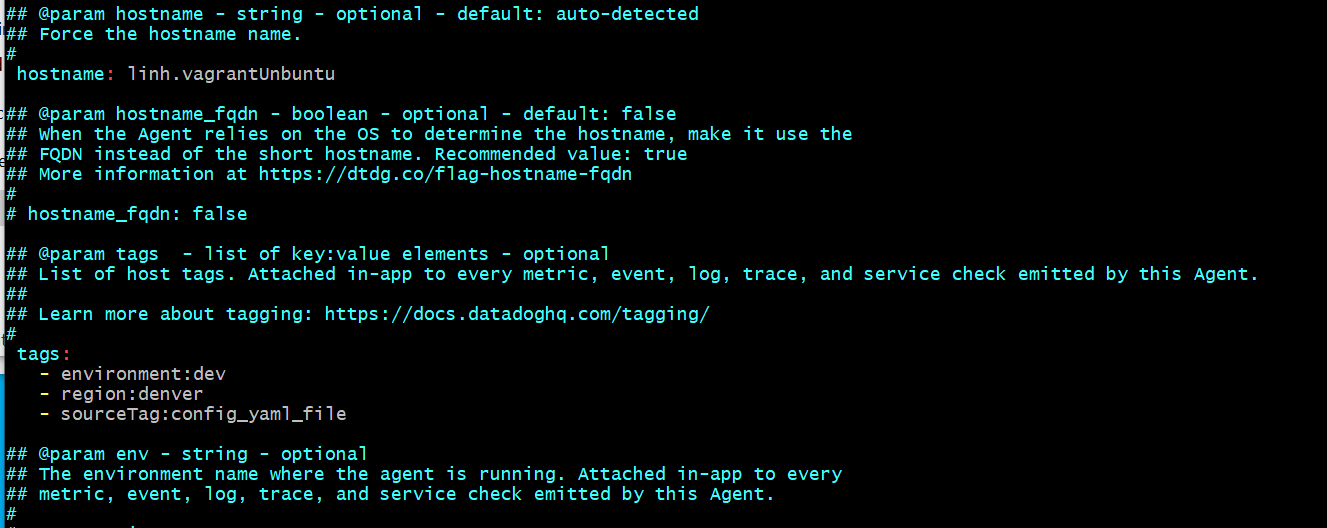 ## @param hostname - string - optional - default: auto-detected
## Force the hostname name.
#
 hostname: linh.vagrantUnbuntu

## @param hostname_fqdn - boolean - optional - default: false
## When the Agent relies on the OS to determine the hostname, make it use the
## FQDN instead of the short hostname. Recommended value: true
## More information at https://dtdg.co/flag-hostname-fqdn
#
# hostname_fqdn: false

## @param tags  - list of key:value elements - optional
## List of host tags. Attached in-app to every metric, event, log, trace, and service check emitted by this Agent.
##
## Learn more about tagging: https://docs.datadoghq.com/tagging/
#
 tags:
   - environment:dev
   - region:denver
   - sourceTag:config_yaml_file

## @param env - string - optional
## The environment name where the agent is running. Attached in-app to every
## metric, event, log, trace, and service check emitted by this Agent.
#